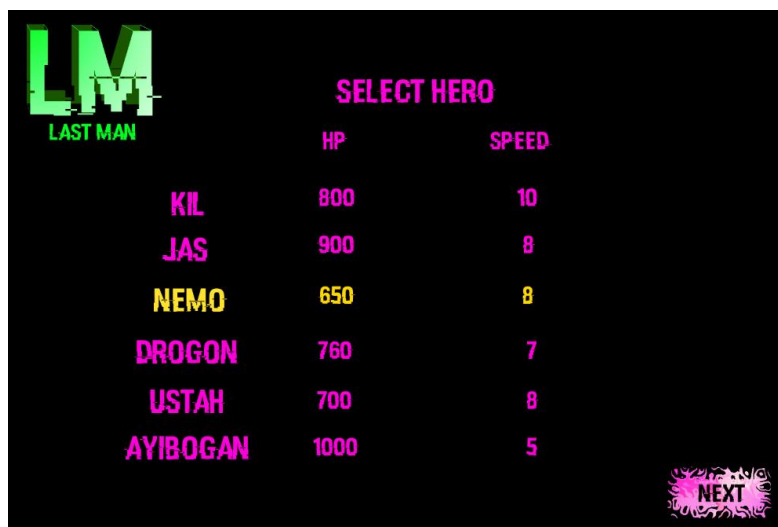 LM
LAST MAN
SELECT HERO
HP SPEED
KIL 800 10
JAS 900 8
NEMO 650 8
DROGON 760 7
USTAH 700 8
AYIBOGAN 1000 5
NEXT